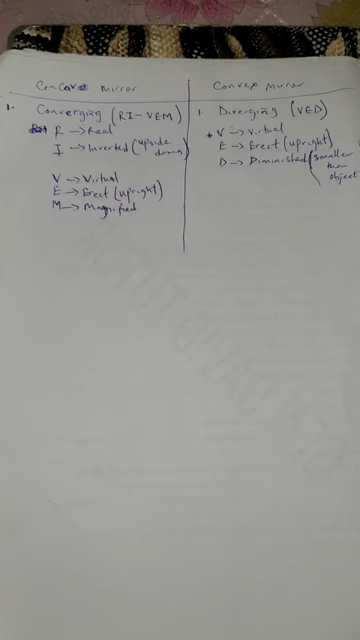 Concave mirror
1. Converging (RI-VEM)
R → Real
I → Inverted (upside down)
V → Virtual
E → Erect (upright)
M → Magnified
Convex mirror
1. Diverging (VED)
V → Virtual
E → Erect (upright)
D → Diminished (smaller
than
object